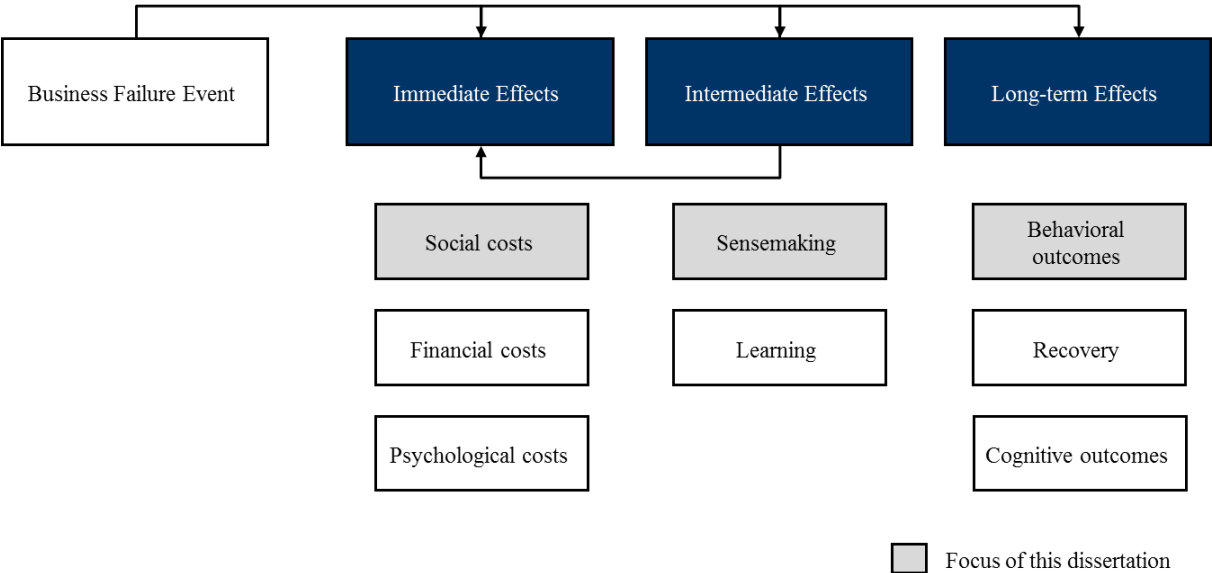 Business Failure Event
Immediate Effects
Intermediate Effects
Long-term Effects
Social costs
Sensemaking
Behavioral
outcomes
Financial costs
Learning
Recovery
Psychological costs
Cognitive outcomes
Focus of this dissertation